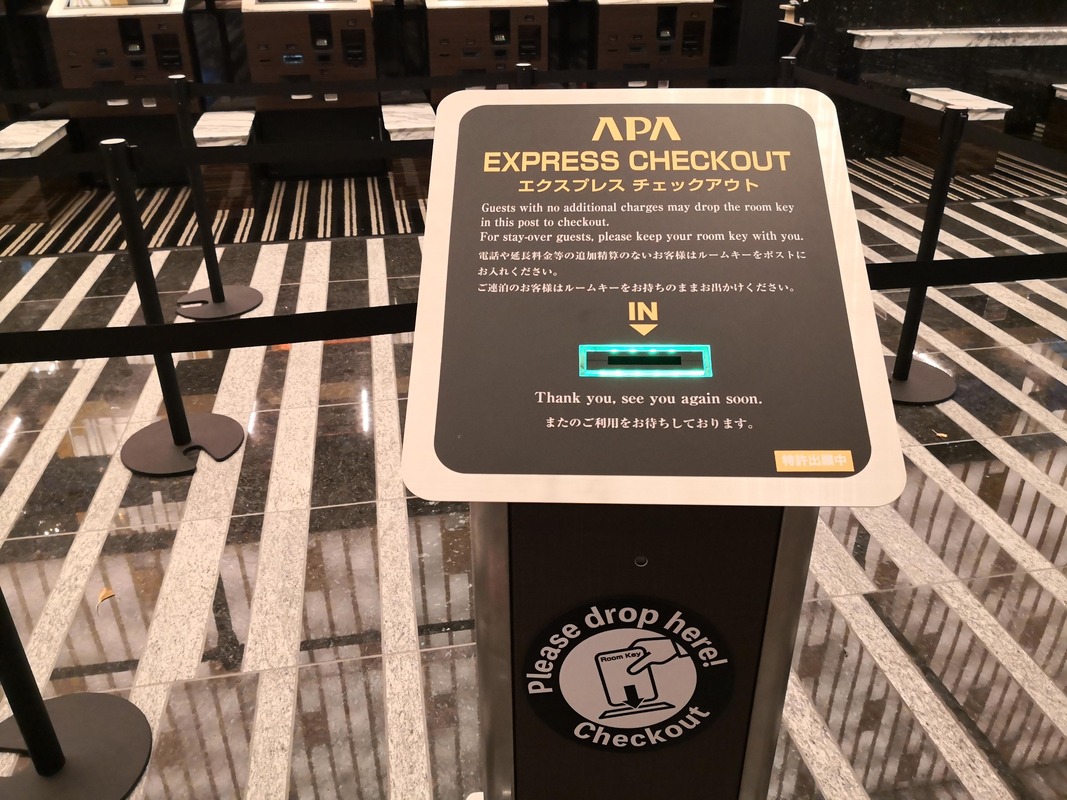 APA
EXPRESS CHECKOUT
エクスプレス チェックアウト
Guests with no additional charges may drop the room key
in this post to checkout.
For stay-over guests, please keep your room key with you.
電話や延長料金等の追加精算のないお客様はルームキーをポストに
お入れください。
ご連泊のお客様はルームキーをお持ちのままお出かけください。
IN
Thank you, see you again soon.
またのご利用をお待ちしております。
特許出願中
Please drop here!
Room Key
Checkout